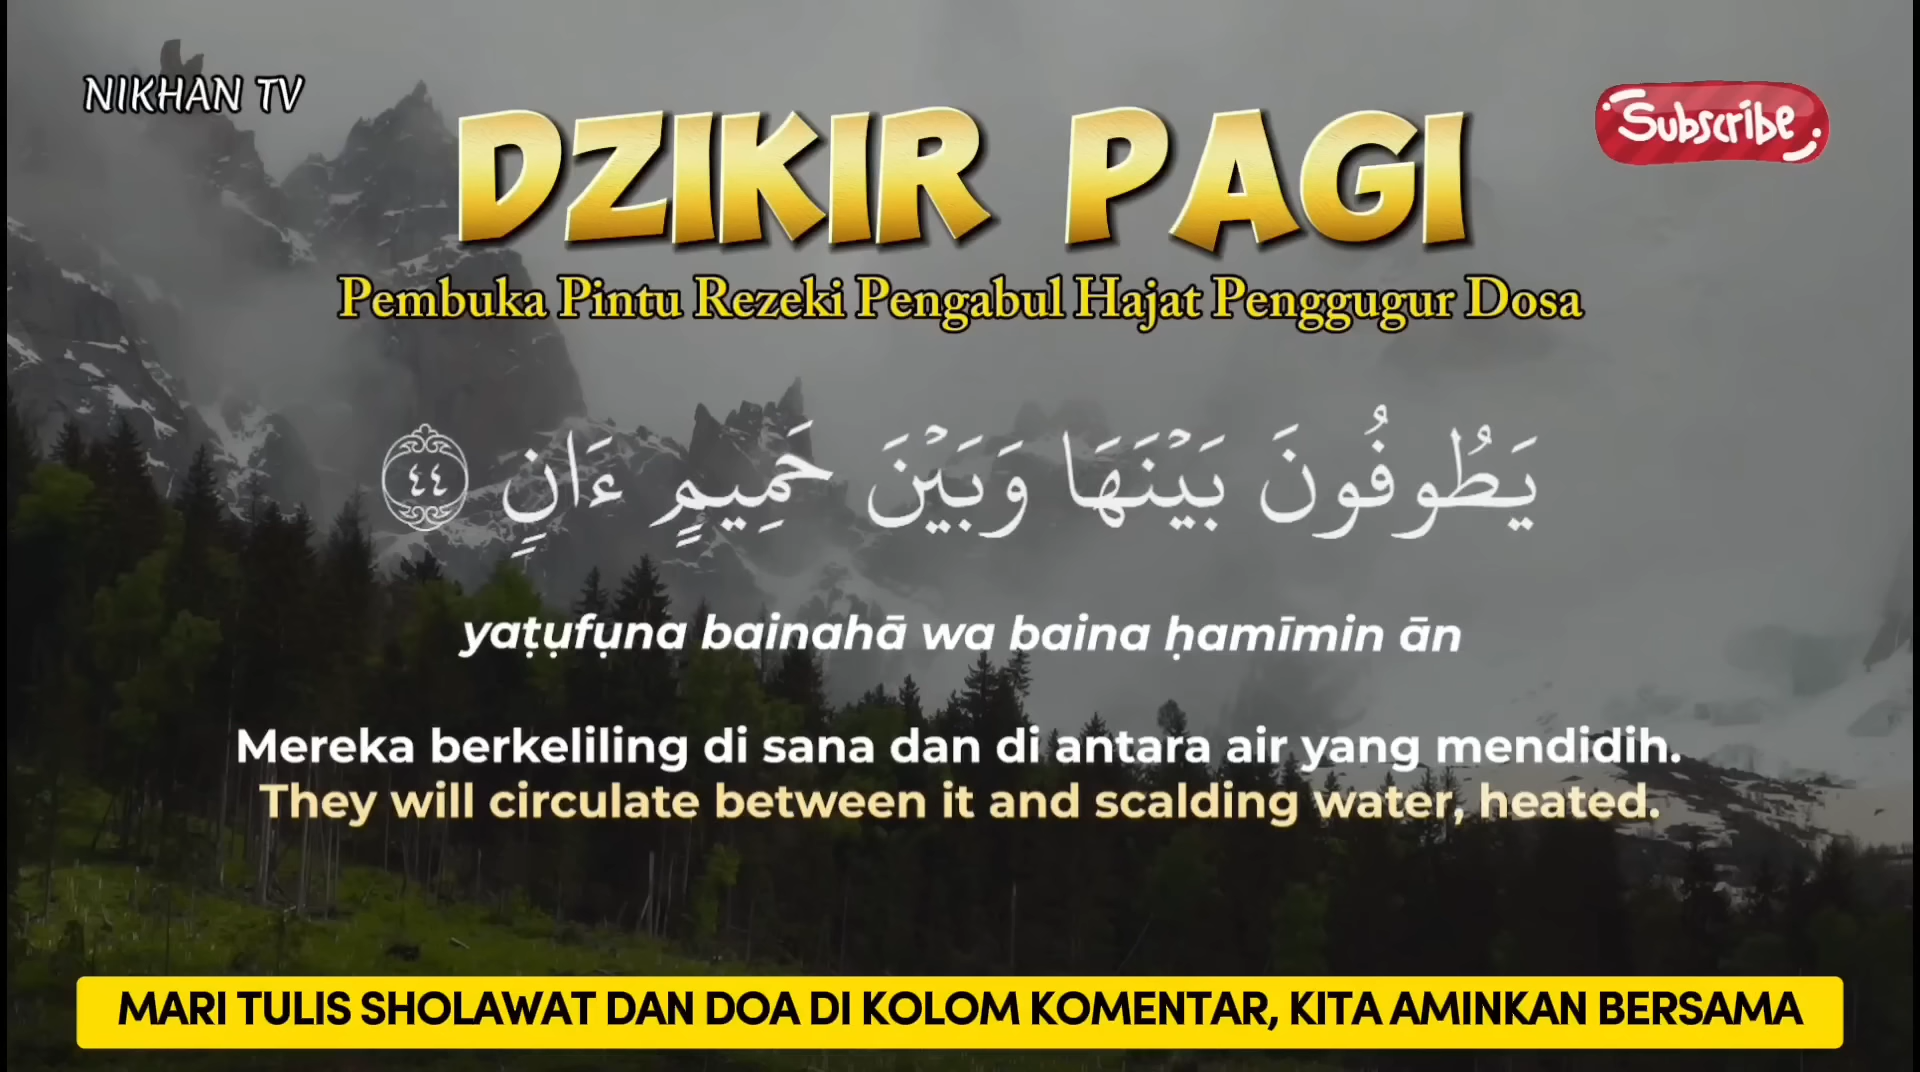 NIKHAN TV
Subscribe
DZIKIR PAGI
Pembuka Pintu Rezeki Pengabul Hajat Penggugur Dosa
يَطُوفُونَ بَيْنَهَا وَبَيْنَ حَمِيمٍ ءَانٍ ٤٤
yaṭụfụna bainahā wa baina ḥamīmin ān
Mereka berkeliling di sana dan di antara air yang mendidih.
They will circulate between it and scalding water, heated.
MARI TULIS SHOLAWAT DAN DOA DI KOLOM KOMENTAR, KITA AMINKAN BERSAMA